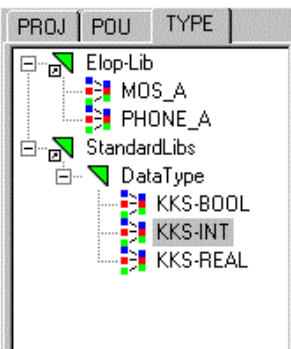 PROJ POU TYPE
Elop-Lib
MOS_A
PHONE_A
StandardLibs
DataType
KKS-BOOL
KKS-INT
KKS-REAL